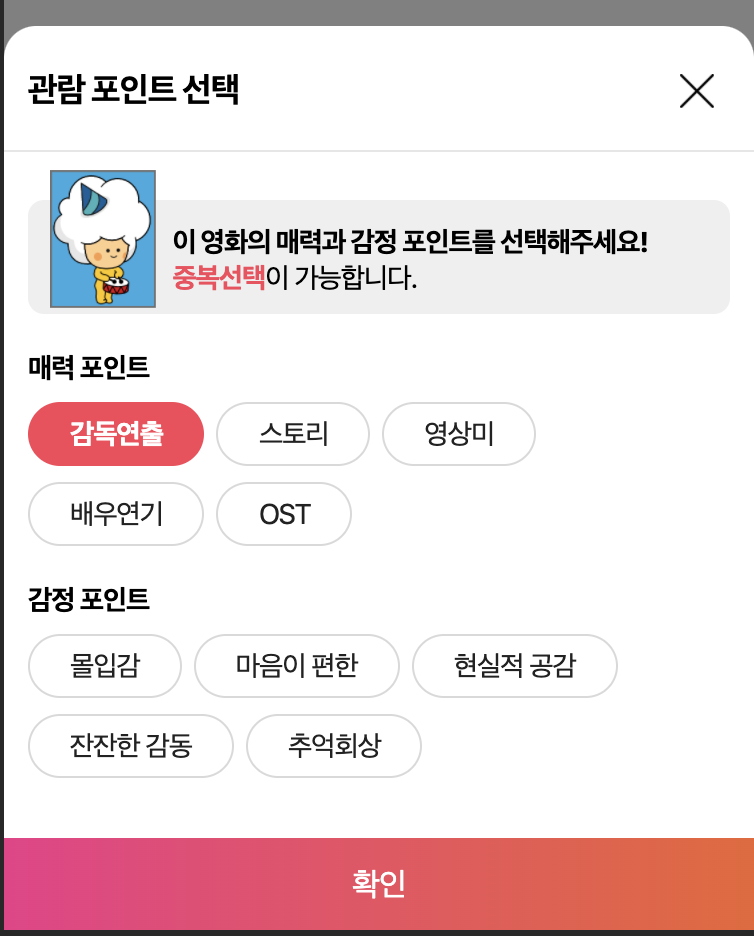 관람 포인트 선택
이 영화의 매력과 감정 포인트를 선택해주세요!
중복선택이 가능합니다.
매력 포인트
감독연출 스토리 영상미
배우연기 OST
감정 포인트
몰입감 마음이 편한 현실적 공감
잔잔한 감동 추억회상
확인